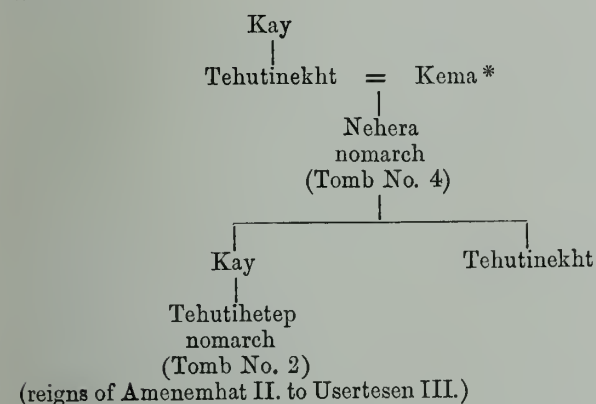 Kay
Tehutinekht = Kema *
Nehera
nomarch
(Tomb No. 4)
Kay Tehutinekht
Tehutihetep
nomarch
(Tomb No. 2)
(reigns of Amenemhat II. to Usertesen III.)